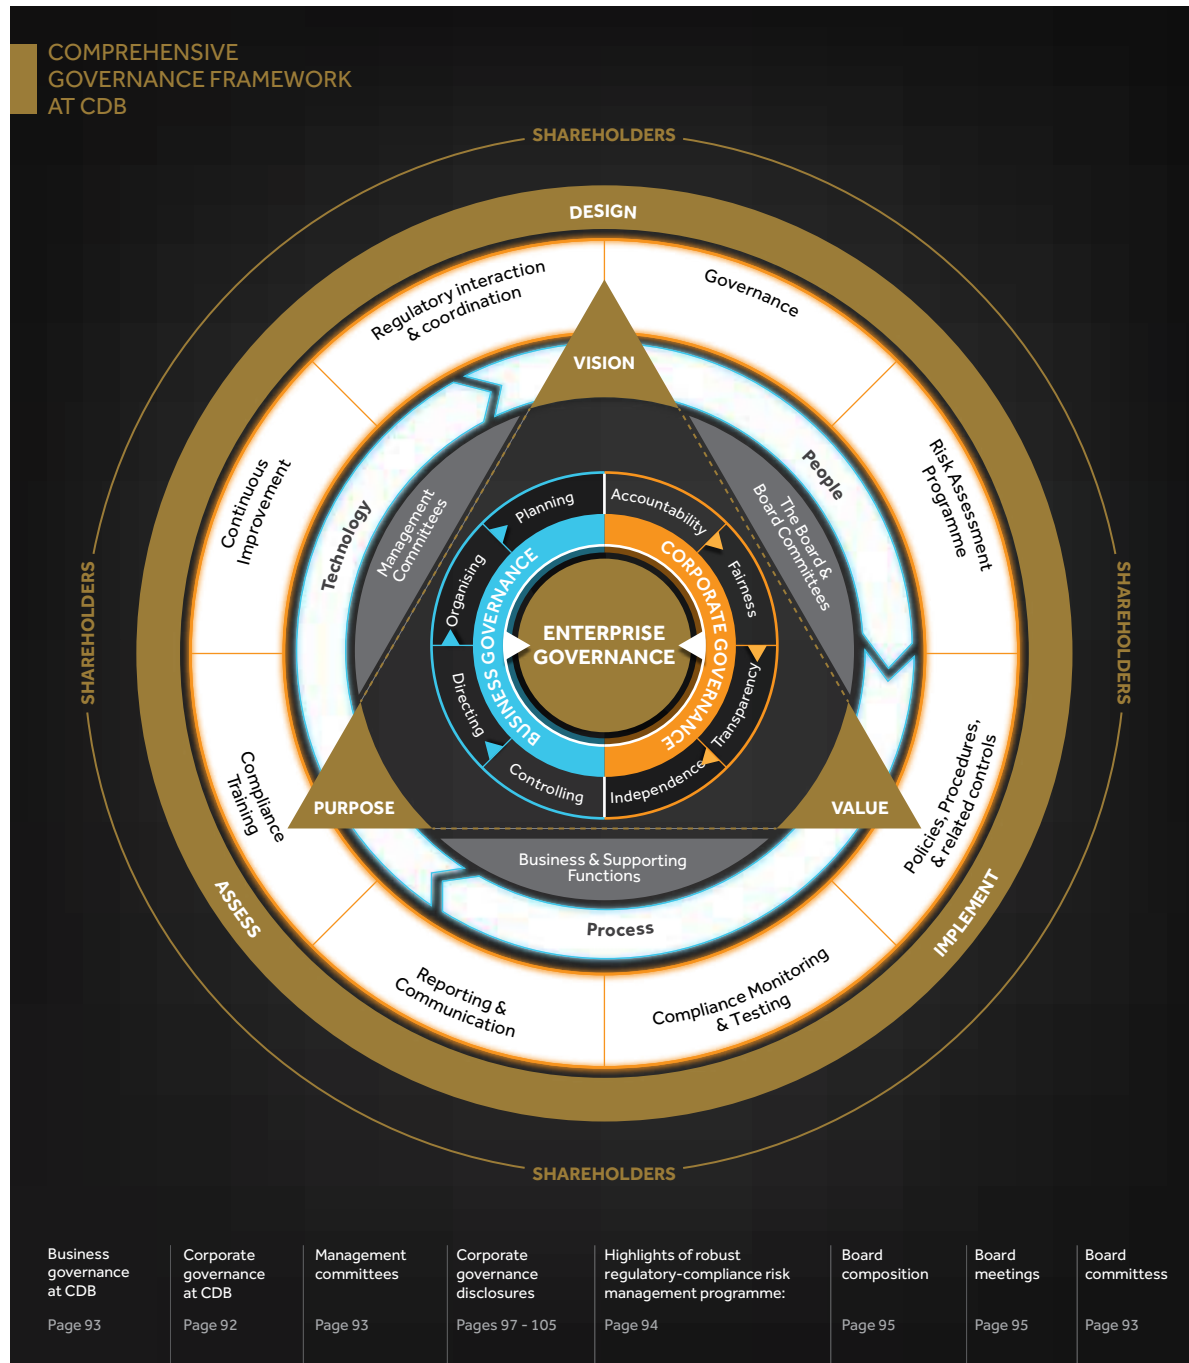 COMPREHENSIVE
GOVERNANCE FRAMEWORK
AT CDB
SHAREHOLDERS
DESIGN
Regulatory interaction
& coordination
Governance
VISION
Continuous
Improvement
Risk Assessment
Programme
Technology
People
Management
Committees
The Board &
Board Committees
Planning
Accountability
Organising
Fairness
BUSINESS GOVERNANCE
CORPORATE GOVERNANCE
ENTERPRISE
GOVERNANCE
SHAREHOLDERS
SHAREHOLDERS
Directing
Transparency
Controlling
Independence
Compliance
Training
PURPOSE
VALUE
Policies, Procedures,
& related controls
Business & Supporting
Functions
ASSESS
IMPLEMENT
Process
Reporting &
Communication
Compliance Monitoring
& Testing
SHAREHOLDERS
Business
governance
at CDB
Page 93
Corporate
governance
at CDB
Page 92
Management
committees
Page 93
Corporate
governance
disclosures
Pages 97 - 105
Highlights of robust
regulatory-compliance risk
management programme:
Page 94
Board
composition
Page 95
Board
meetings
Page 95
Board
committess
Page 93